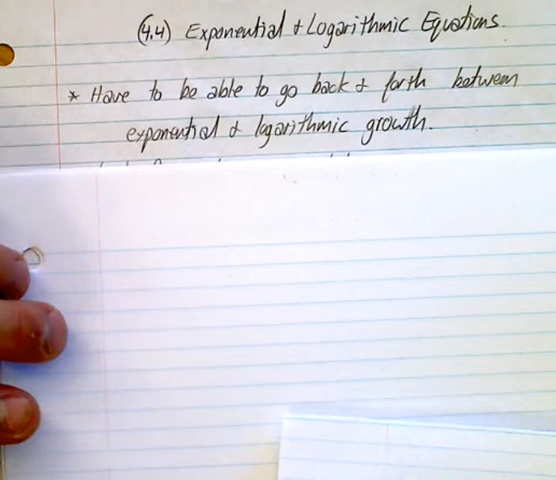 (4.4) Exponential & Logarithmic Equations.
* Have to be able to go back & forth between
exponential & logarithmic growth.